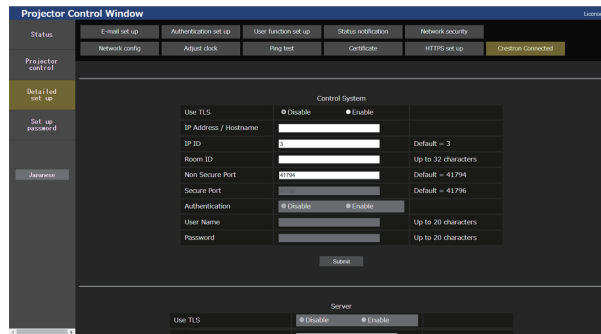 Projector Control Window
License
Status
E-mail set up
Authentication set up
User function set up
Status notification
Network security
Network config
Adjust clock
Ping test
Certificate
HTTPS set up
Crestron Connected
Projector
control
Detailed
set up
Set up
password
Japanese
Control System
Use TLS
Disable
Enable
IP Address / Hostname
IP ID
3
Default = 3
Room ID
Up to 32 characters
Non Secure Port
41794
Default = 41794
Secure Port
Default = 41796
Authentication
Disable
Enable
User Name
Up to 20 characters
Password
Up to 20 characters
Submit
Server
Use TLS
Disable
Enable